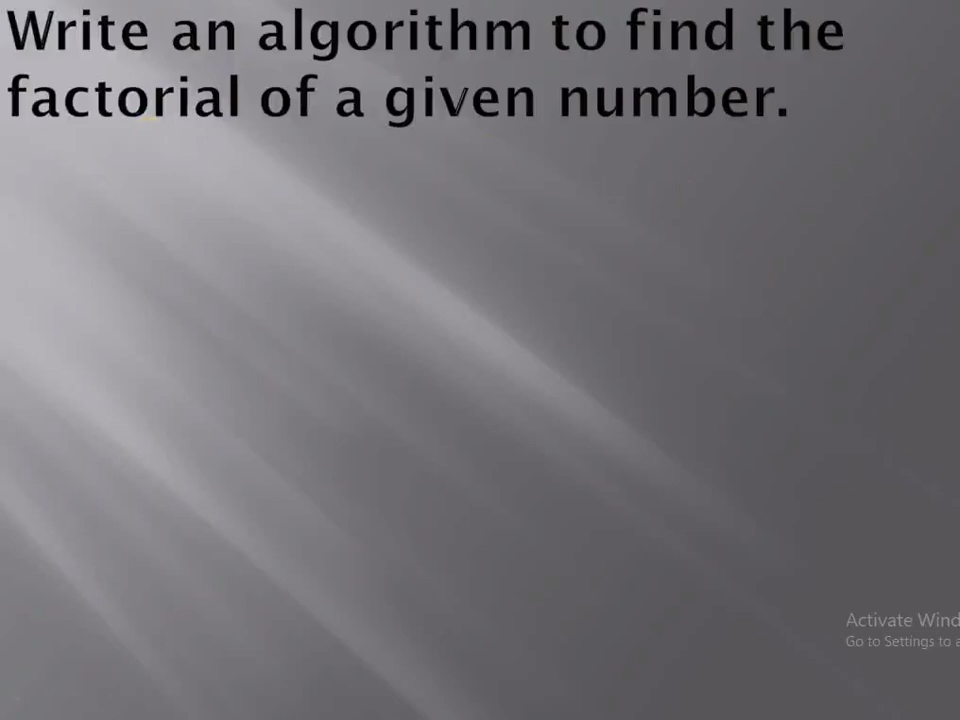 Write an algorithm to find the
factorial of a given number.
Activate Wind
Go to Settings to a